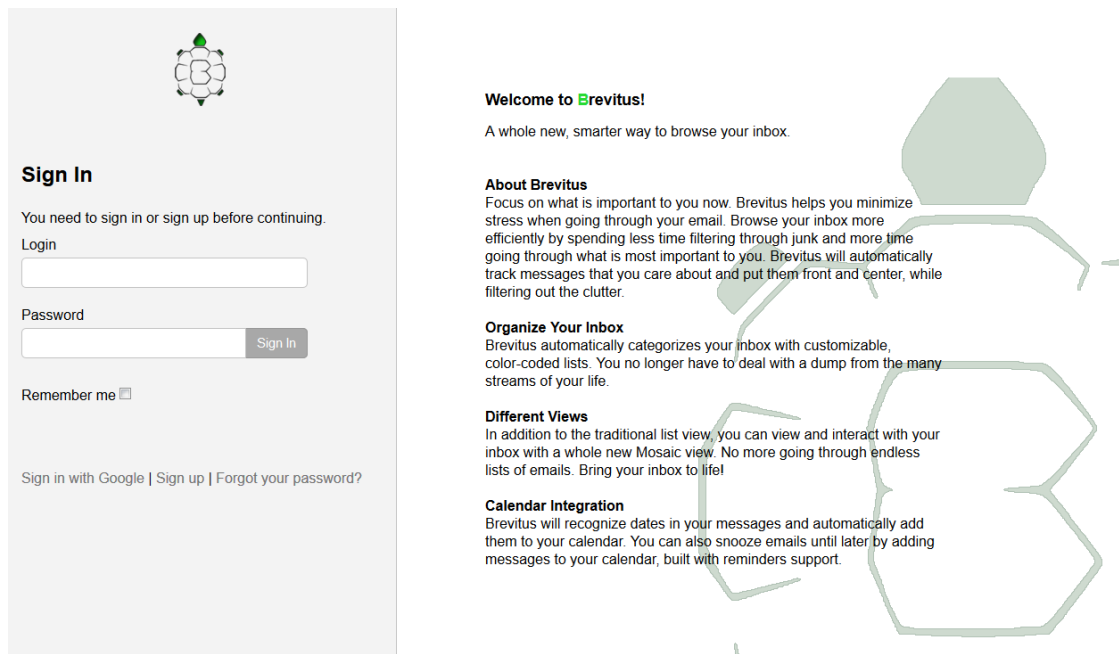 B
Sign In
You need to sign in or sign up before continuing.
Login
Password
Sign In
Remember me
Sign in with Google | Sign up | Forgot your password?
Welcome to Brevitus!
A whole new, smarter way to browse your inbox.
About Brevitus
Focus on what is important to you now. Brevitus helps you minimize
stress when going through your email. Browse your inbox more
efficiently by spending less time filtering through junk and more time
going through what is most important to you. Brevitus will automatically
track messages that you care about and put them front and center, while
filtering out the clutter.
Organize Your Inbox
Brevitus automatically categorizes your inbox with customizable,
color-coded lists. You no longer have to deal with a dump from the many
streams of your life.
Different Views
In addition to the traditional list view, you can view and interact with your
inbox with a whole new Mosaic view. No more going through endless
lists of emails. Bring your inbox to life!
Calendar Integration
Brevitus will recognize dates in your messages and automatically add
them to your calendar. You can also snooze emails until later by adding
messages to your calendar, built with reminders support.